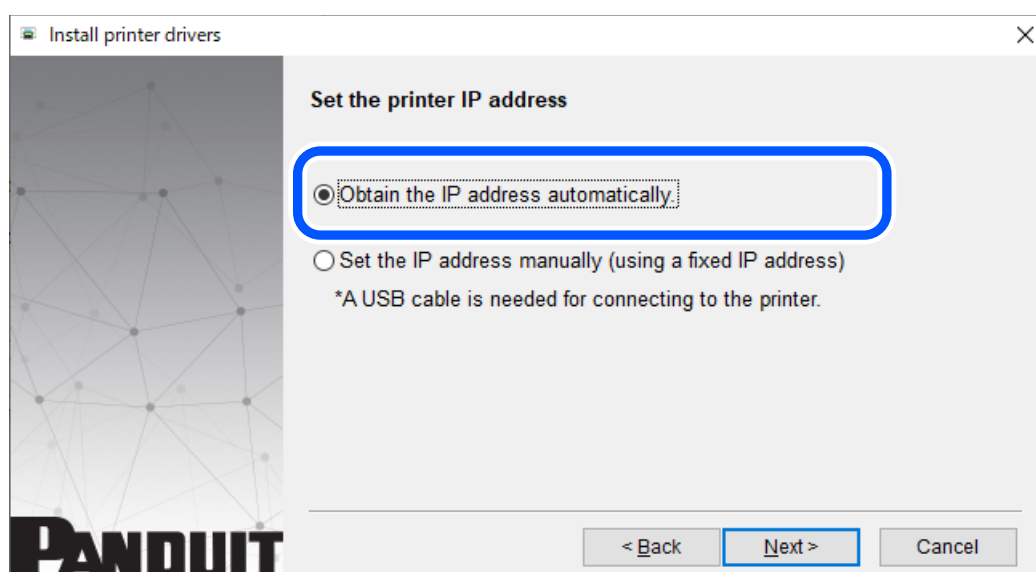 Install printer drivers
Set the printer IP address
Obtain the IP address automatically.
Set the IP address manually (using a fixed IP address)
*A USB cable is needed for connecting to the printer.
< Back Next > Cancel
PANDUIT